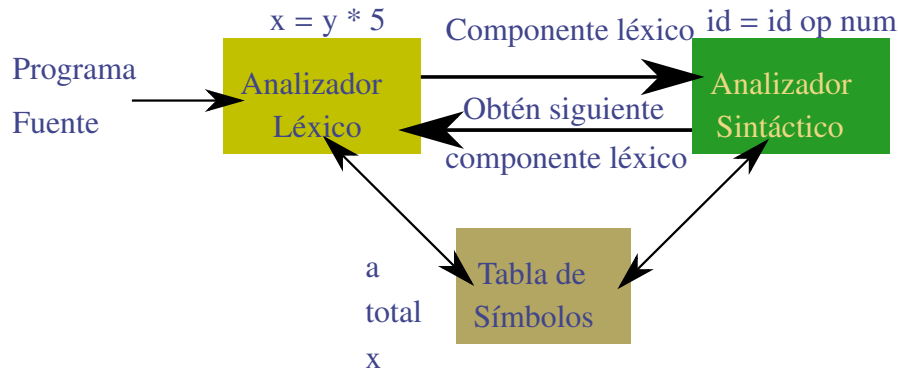 x = y * 5
Componente léxico
id = id op num
Programa
Fuente
Analizador
Léxico
Obtén siguiente
componente léxico
Analizador
Sintáctico
a
total
x
Tabla de
Símbolos